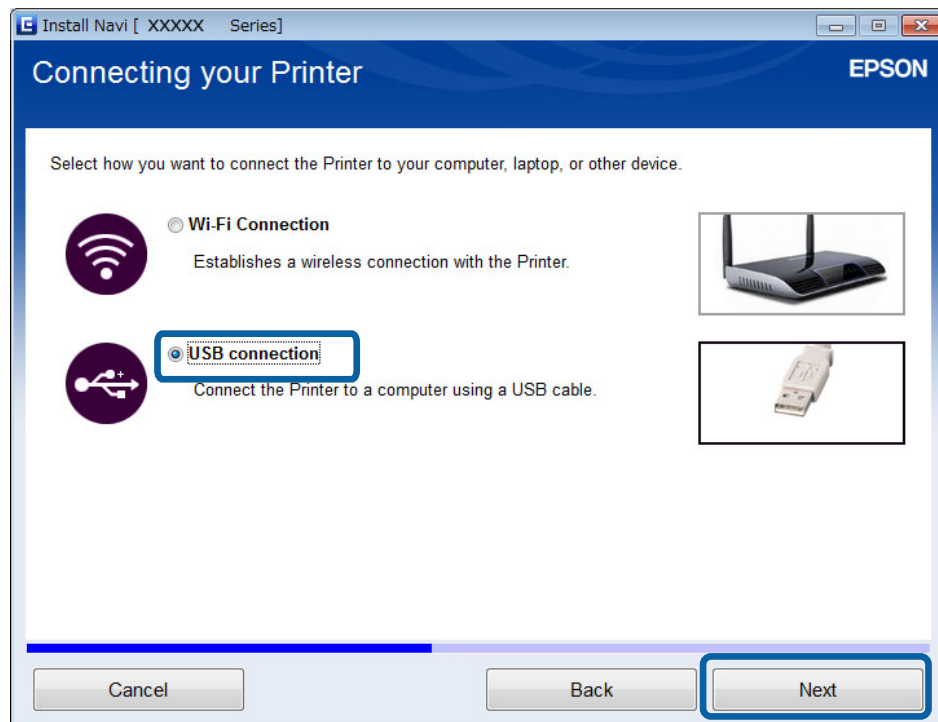 Install Navi [ XXXXX Series]
Connecting your Printer
EPSON
Select how you want to connect the Printer to your computer, laptop, or other device.
Wi-Fi Connection
Establishes a wireless connection with the Printer.
USB connection
Connect the Printer to a computer using a USB cable.
Cancel
Back
Next